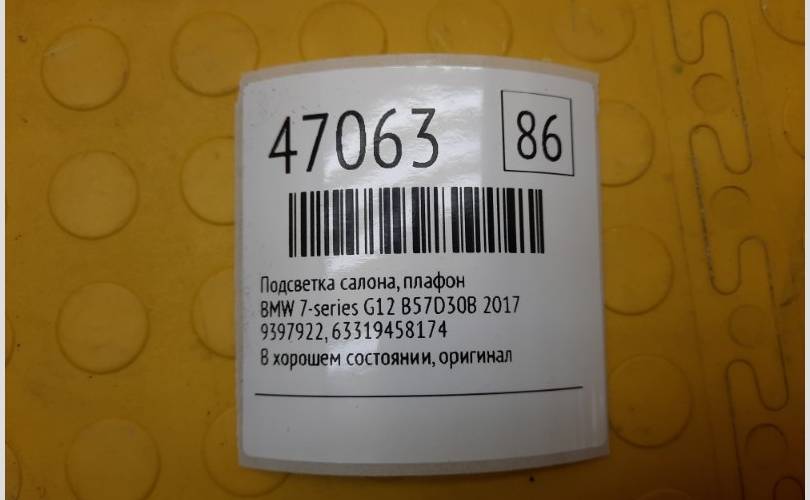 47063 86
Подсветка салона, плафон
BMW 7-series G12 B57D30B 2017
9397922, 63319458174
В хорошем состоянии, оригинал